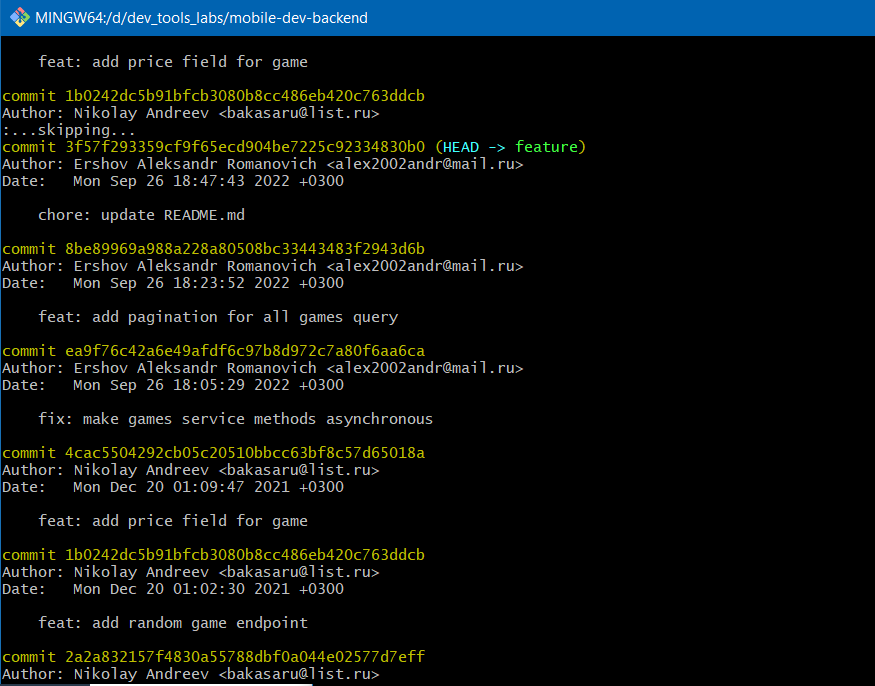 MINGW64:/d/dev_tools_labs/mobile-dev-backend
feat: add price field for game
commit 1b0242dc5b91bfcb3080b8cc486eb420c763ddcb
Author: Nikolay Andreev <bakasaru@list.ru>
:...skipping...
commit 3f57f293359cf9f65ecd904be7225c92334830b0 (HEAD -> feature)
Author: Ershov Aleksandr Romanovich <alex2002andr@mail.ru>
Date:   Mon Sep 26 18:47:43 2022 +0300
chore: update README.md
commit 8be89969a988a228a80508bc33443483f2943d6b
Author: Ershov Aleksandr Romanovich <alex2002andr@mail.ru>
Date:   Mon Sep 26 18:23:52 2022 +0300
feat: add pagination for all games query
commit ea9f76c42a6e49afdf6c97b8d972c7a80f6aa6ca
Author: Ershov Aleksandr Romanovich <alex2002andr@mail.ru>
Date:   Mon Sep 26 18:05:29 2022 +0300
fix: make games service methods asynchronous
commit 4cac5504292cb05c20510bbcc63bf8c57d65018a
Author: Nikolay Andreev <bakasaru@list.ru>
Date:   Mon Dec 20 01:09:47 2021 +0300
feat: add price field for game
commit 1b0242dc5b91bfcb3080b8cc486eb420c763ddcb
Author: Nikolay Andreev <bakasaru@list.ru>
Date:   Mon Dec 20 01:02:30 2021 +0300
feat: add random game endpoint
commit 2a2a832157f4830a55788dbf0a044e02577d7eff
Author: Nikolay Andreev <bakasaru@list.ru>